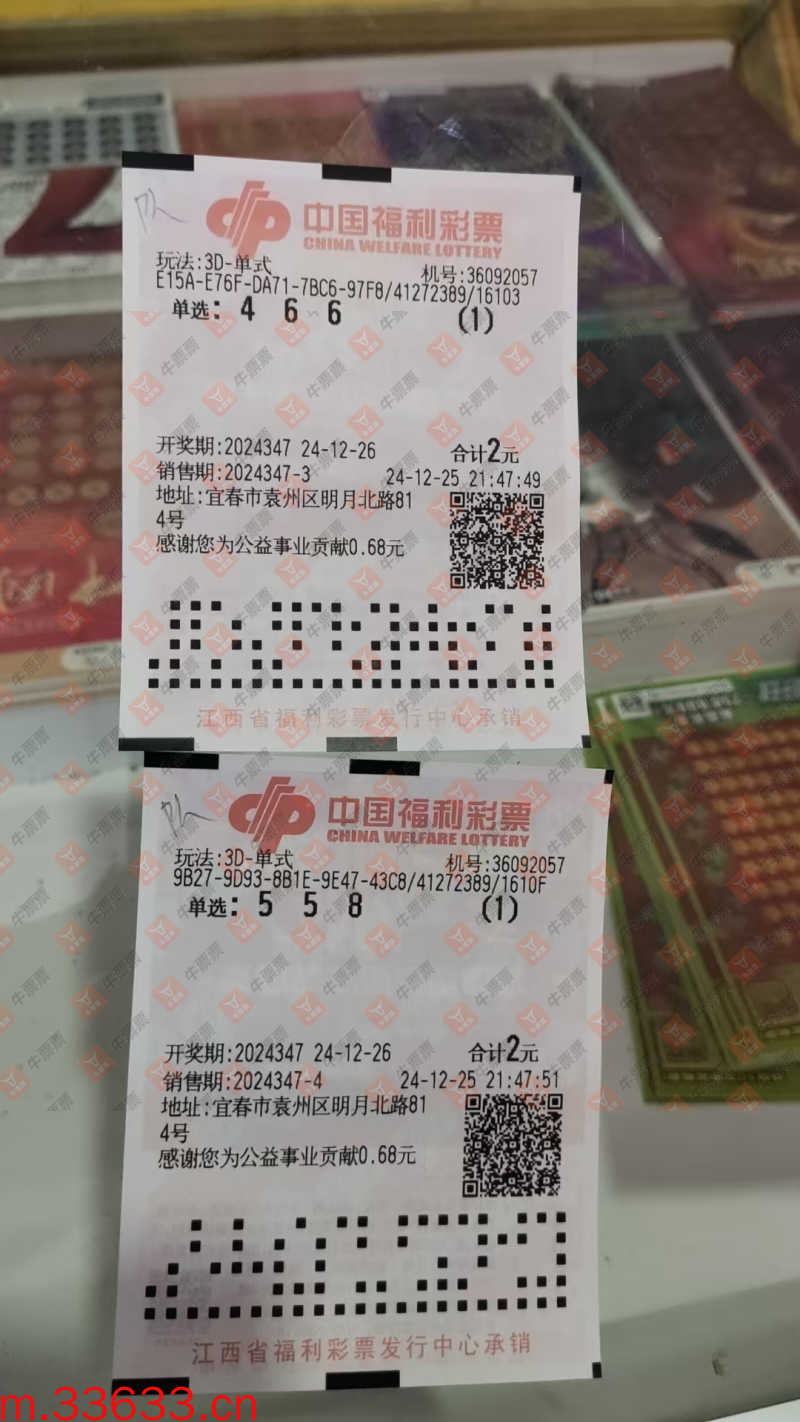 中国福利彩票
CHINA WELFARE LOTTERY
玩法:3D-单式 机号:36092057
E15A-E76F-DA71-7BC6-97F8/41272389/16103
单选: 4 6 6 (1)
开奖期:2024347 24-12-26 合计2元
销售期:2024347-3 24-12-25 21:47:49
地址:宜春市袁州区明月北路81
4号
感谢您为公益事业贡献0.68元
江西省福利彩票发行中心承销
中国福利彩票
CHINA WELFARE LOTTERY
玩法:3D-单式 机号:36092057
9B27-9D93-8B1E-9E47-43C8/41272389/1610F
单选: 5 5 8 (1)
开奖期:2024347 24-12-26 合计2元
销售期:2024347-4 24-12-25 21:47:51
地址:宜春市袁州区明月北路81
4号
感谢您为公益事业贡献0.68元
江西省福利彩票发行中心承销
牛票票
m.33633.cn